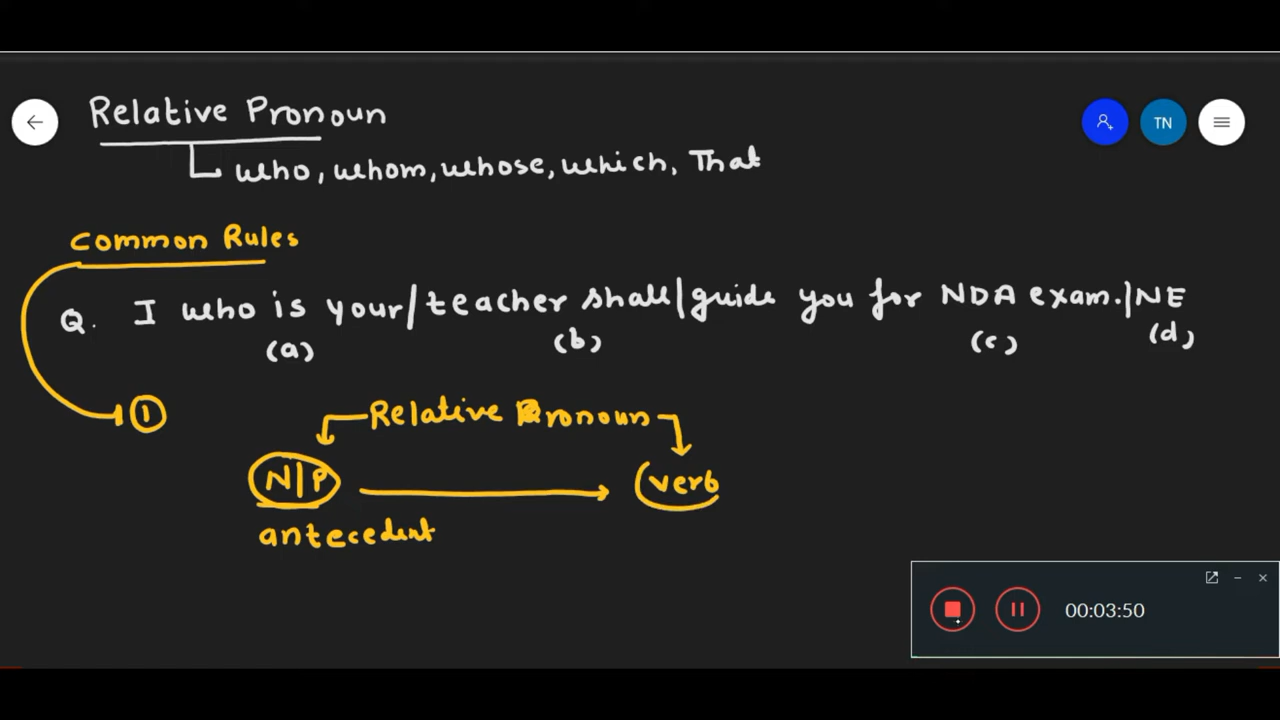 Relative Pronoun
who, whom, whose, which, That
TN
Common Rules
Q. I who is your/teacher shall/guide you for NDA exam./NE
(a) (b) (c) (d)
1 Relative Pronoun
N/P verb
antecedent
00:03:50